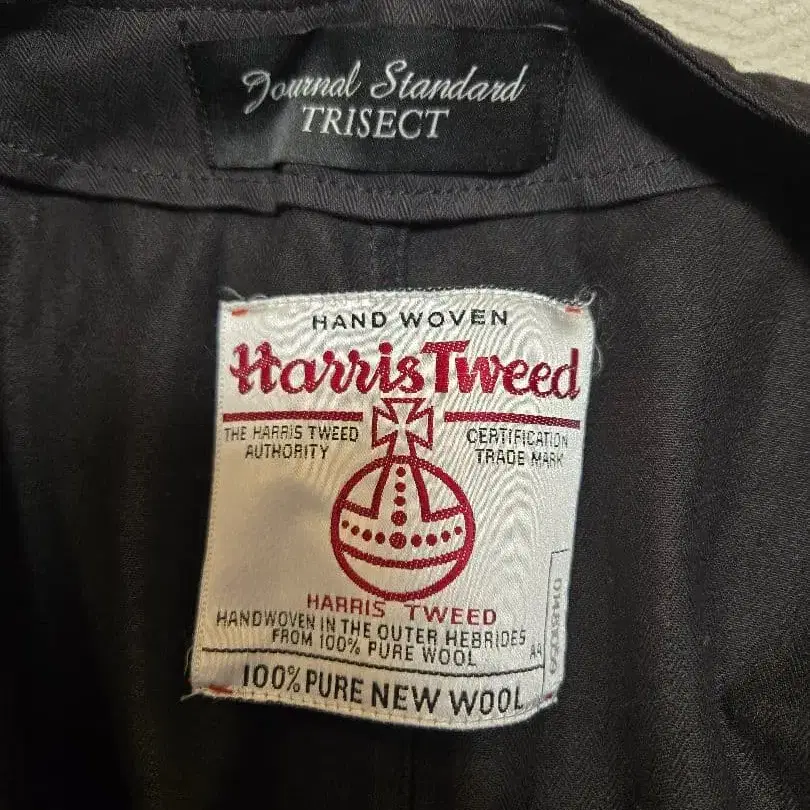 Journal Standard
TRISECT
HAND WOVEN
Harris Tweed
THE HARRIS TWEED
AUTHORITY
CERTIFICATION
TRADE MARK
HARRIS TWEED
HANDWOVEN IN THE OUTER HEBRIDES
FROM 100% PURE WOOL
100% PURE NEW WOOL